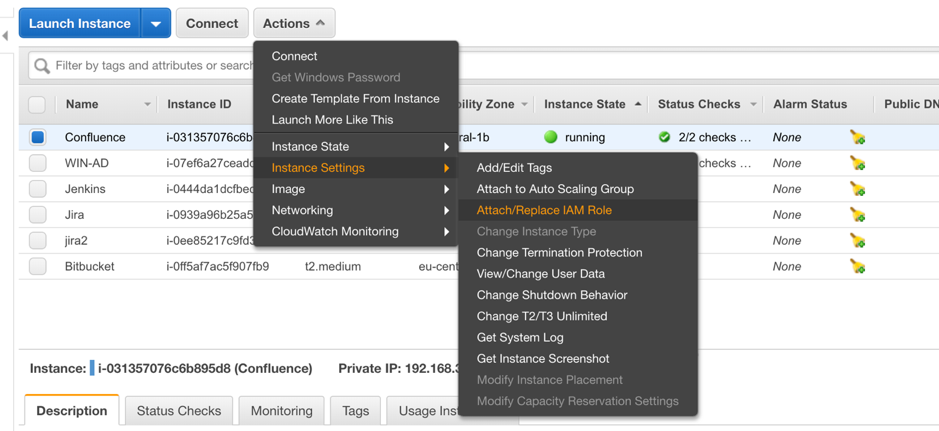 Launch Instance
Connect
Actions
Filter by tags and attributes or search
Connect
Get Windows Password
Create Template From Instance
Launch More Like This
Instance State
Instance Settings
Image
Networking
CloudWatch Monitoring
Add/Edit Tags
Attach to Auto Scaling Group
Attach/Replace IAM Role
Change Instance Type
Change Termination Protection
View/Change User Data
Change Shutdown Behavior
Change T2/T3 Unlimited
Get System Log
Get Instance Screenshot
Modify Instance Placement
Modify Capacity Reservation Settings
Name Instance ID bility Zone Instance State Status Checks Alarm Status Public DN
Confluence i-031357076c6b ral-1b running 2/2 checks ... None
WIN-AD i-07ef6a27ceadc checks ... None
Jenkins i-0444da1dcfbec None
Jira i-0939a96b25a5 None
jira2 i-0ee85217c9fd3 None
Bitbucket i-0ff5af7ac5f907fb9 t2.medium eu-cent None
Instance: i-031357076c6b895d8 (Confluence) Private IP: 192.168.3
Description Status Checks Monitoring Tags Usage Inst